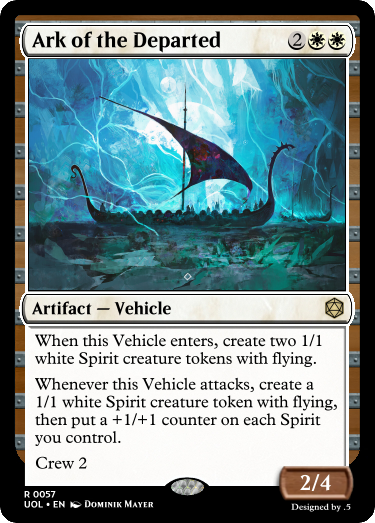 Ark of the Departed 2
Artifact — Vehicle
When this Vehicle enters, create two 1/1
white Spirit creature tokens with flying.
Whenever this Vehicle attacks, create a
1/1 white Spirit creature token with flying,
then put a +1/+1 counter on each Spirit
you control.
Crew 2
2/4
R 0057
UOL • EN Dominik Mayer
Designed by .5